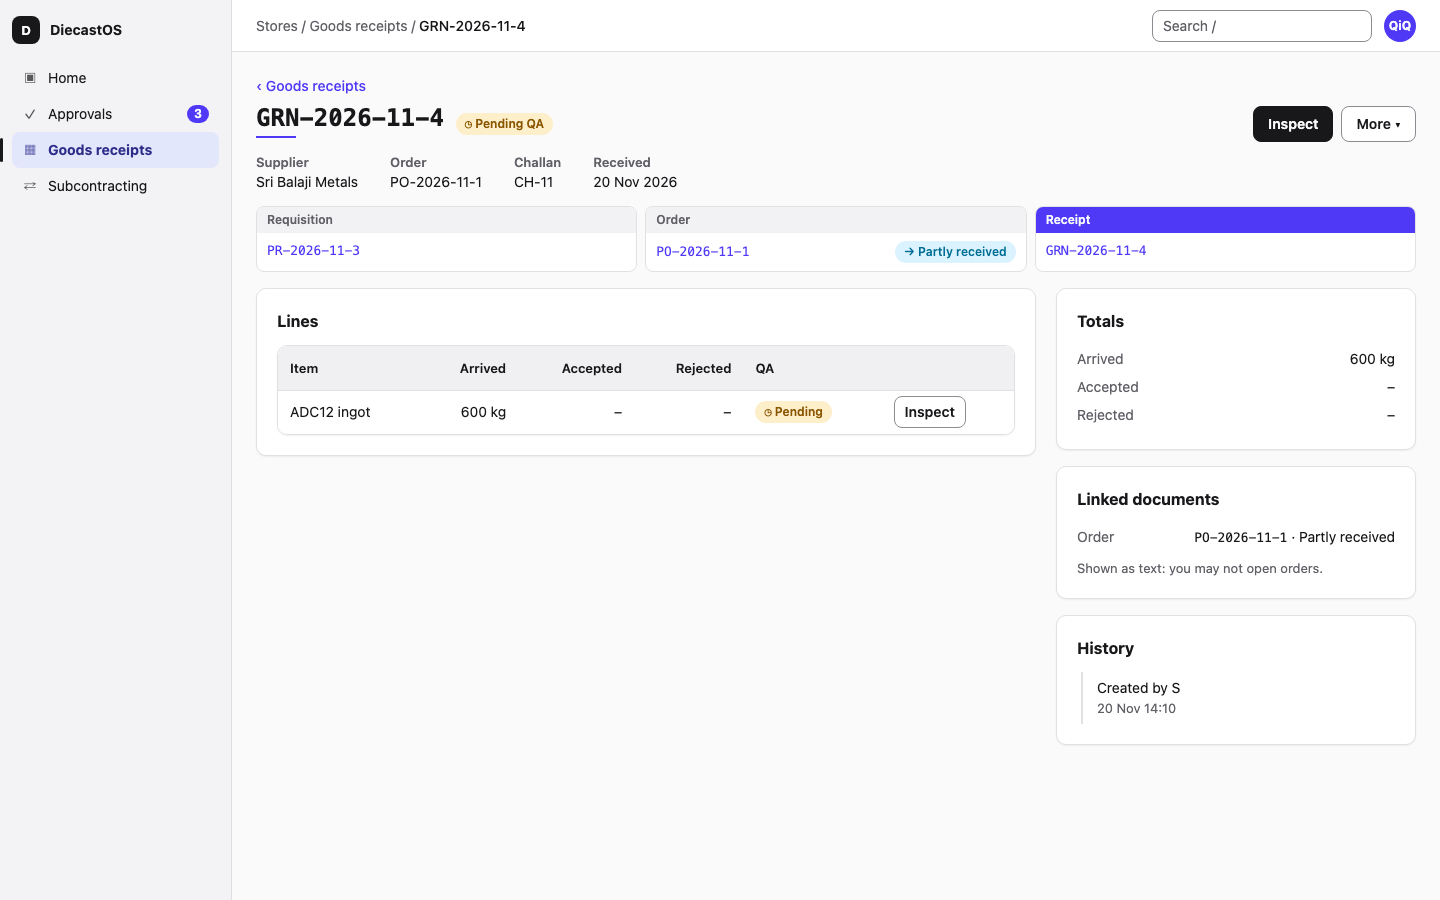 D DiecastOS
Home
Approvals 3
Goods receipts
Subcontracting
Stores / Goods receipts / GRN-2026-11-4
Search /
QiQ
‹ Goods receipts
GRN-2026-11-4 Pending QA
Inspect More
Supplier Order Challan Received
Sri Balaji Metals PO-2026-11-1 CH-11 20 Nov 2026
Requisition
PR-2026-11-3
Order
PO-2026-11-1 → Partly received
Receipt
GRN-2026-11-4
Lines
Item Arrived Accepted Rejected QA
ADC12 ingot 600 kg – – Pending Inspect
Totals
Arrived 600 kg
Accepted –
Rejected –
Linked documents
Order PO-2026-11-1 · Partly received
Shown as text: you may not open orders.
History
Created by S
20 Nov 14:10